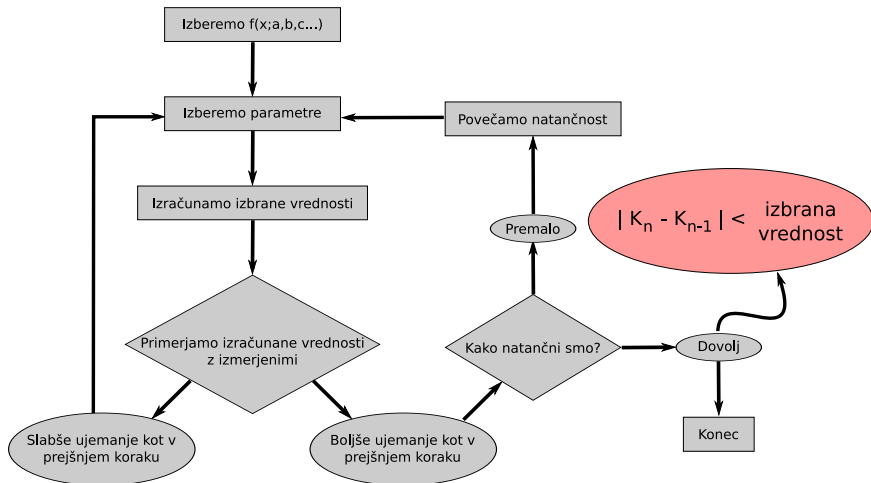 Izberemo f(x;a,b,c...)
Izberemo parametre
Povečamo natančnost
Izračunamo izbrane vrednosti
Premalo
| Kn - Kn-1 | < izbrana
vrednost
Primerjamo izračunane vrednosti
z izmerjenimi
Kako natančni smo?
Dovolj
Slabše ujemanje kot v
prejšnjem koraku
Boljše ujemanje kot v
prejšnjem koraku
Konec